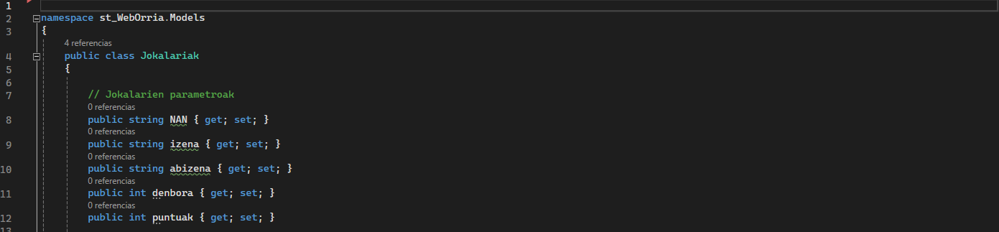 1
2 namespace st_WebOrria.Models
3 {
4 referencias
4 public class Jokalariak
5 {
6
7 // Jokalarien parametroak
0 referencias
8 public string NAN { get; set; }
0 referencias
9 public string izena { get; set; }
0 referencias
10 public string abizena { get; set; }
0 referencias
11 public int denbora { get; set; }
0 referencias
12 public int puntuak { get; set; }
13